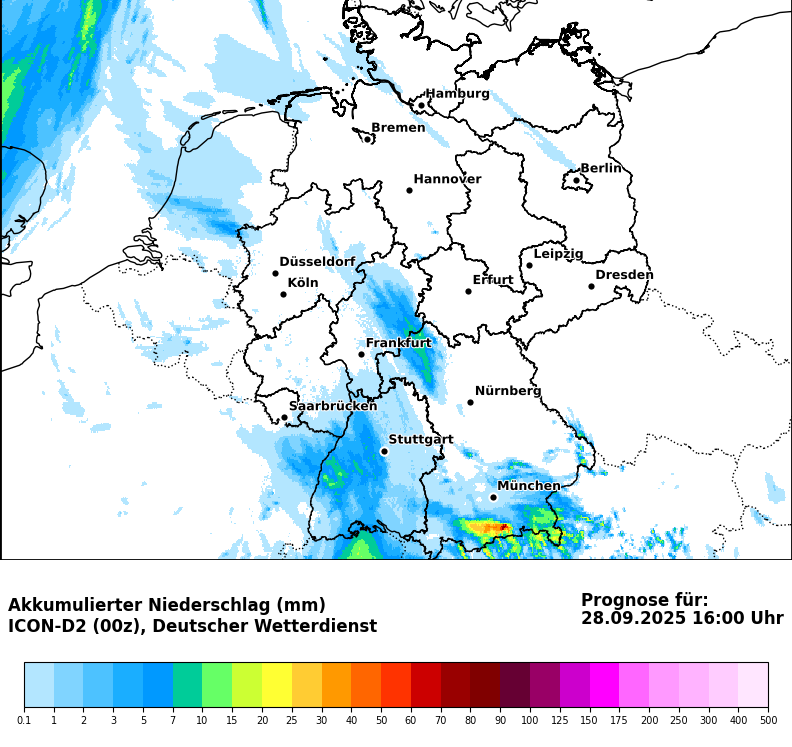 Hamburg
Bremen
Berlin
Hannover
Leipzig
Düsseldorf
Dresden
Köln
Erfurt
Frankfurt
Nürnberg
Saarbrücken
Stuttgart
München
Akkumulierter Niederschlag (mm)
ICON-D2 (00z), Deutscher Wetterdienst
Prognose für:
28.09.2025 16:00 Uhr
0.1 1 2 3 5 7 10 15 20 25 30 40 50 60 70 80 90 100 125 150 175 200 250 300 400 500